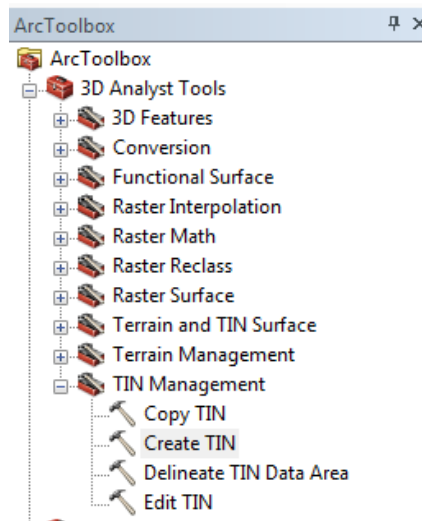 ArcToolbox
ArcToolbox
3D Analyst Tools
3D Features
Conversion
Functional Surface
Raster Interpolation
Raster Math
Raster Reclass
Raster Surface
Terrain and TIN Surface
Terrain Management
TIN Management
Copy TIN
Create TIN
Delineate TIN Data Area
Edit TIN